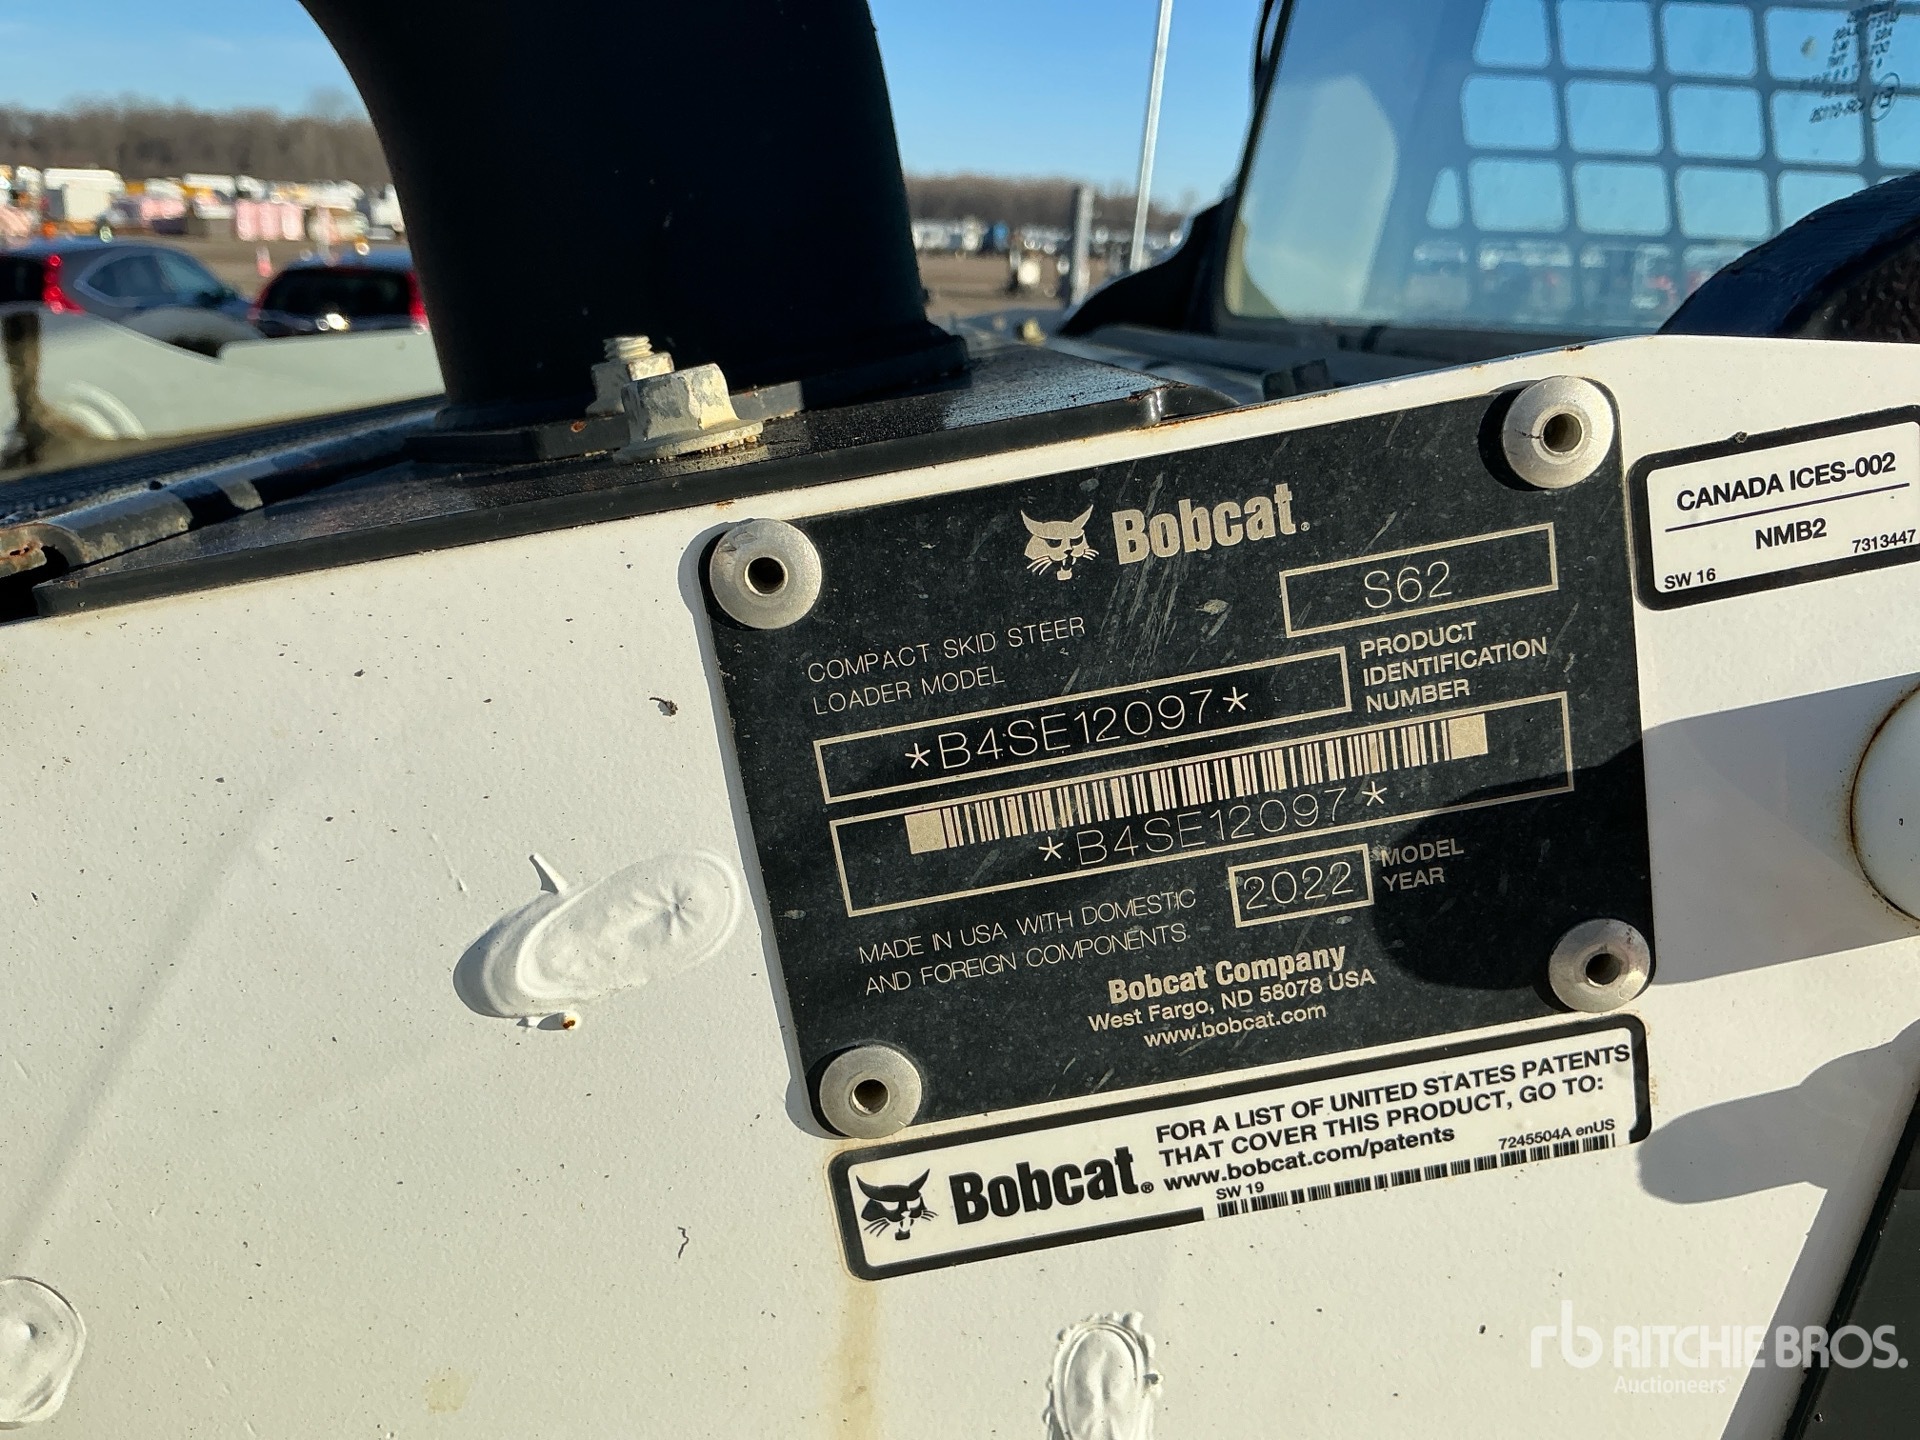 Bobcat®
S62
COMPACT SKID STEER
LOADER MODEL
PRODUCT
IDENTIFICATION
NUMBER
*B4SE12097*
*B4SE12097*
2022
MODEL
YEAR
MADE IN USA WITH DOMESTIC
AND FOREIGN COMPONENTS.
Bobcat Company
West Fargo, ND 58078 USA
www.bobcat.com
CANADA ICES-002
NMB2
SW 16
7313447
Bobcat®
FOR A LIST OF UNITED STATES PATENTS
THAT COVER THIS PRODUCT, GO TO:
www.bobcat.com/patents
7245504A enUS
SW 19
rb RITCHIE BROS.
Auctioneers